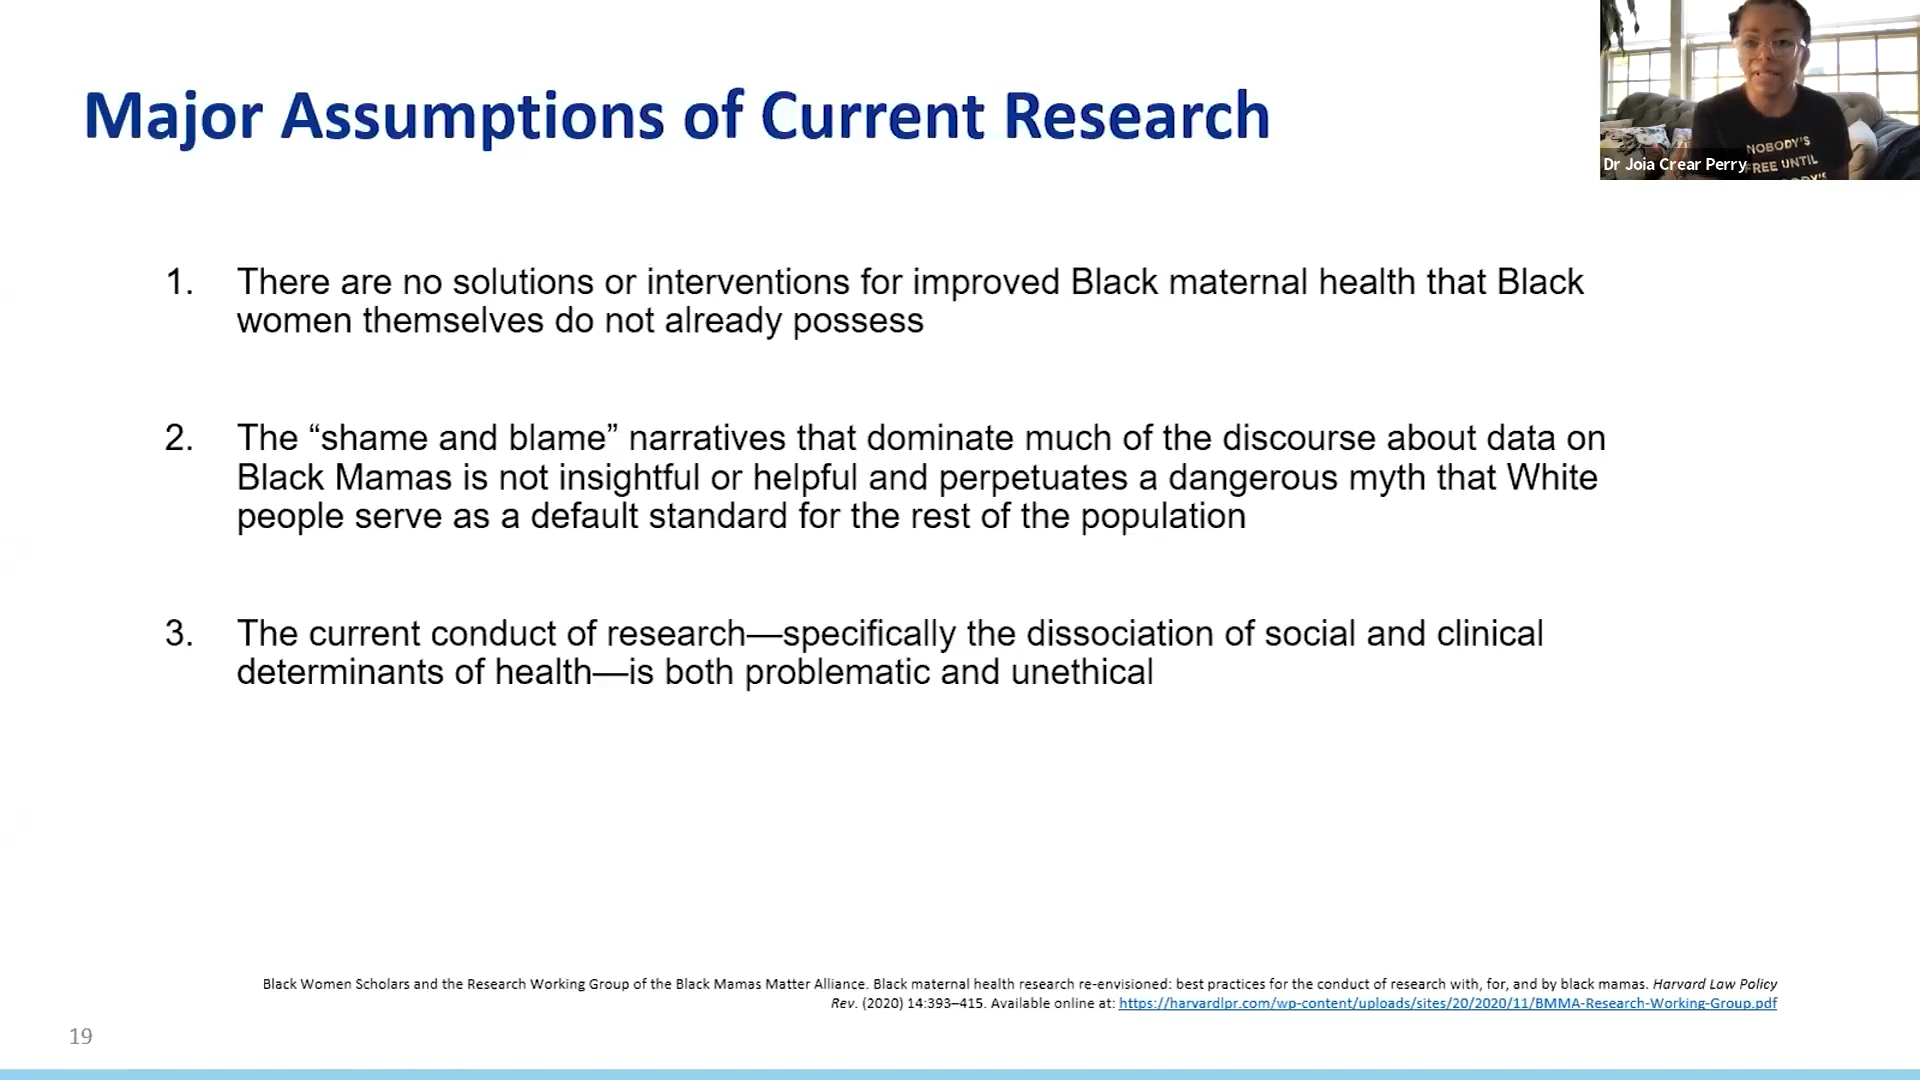 Major Assumptions of Current Research
NOBODY'S
FREE UNTIL
Dr Joia Crear Perry
1. There are no solutions or interventions for improved Black maternal health that Black
women themselves do not already possess
2. The “shame and blame” narratives that dominate much of the discourse about data on
Black Mamas is not insightful or helpful and perpetuates a dangerous myth that White
people serve as a default standard for the rest of the population
3. The current conduct of research—specifically the dissociation of social and clinical
determinants of health—is both problematic and unethical
Black Women Scholars and the Research Working Group of the Black Mamas Matter Alliance. Black maternal health research re-envisioned: best practices for the conduct of research with, for, and by black mamas. Harvard Law Policy
Rev. (2020) 14:393–415. Available online at: https://harvardlpr.com/wp-content/uploads/sites/20/2020/11/BMMA-Research-Working-Group.pdf
19